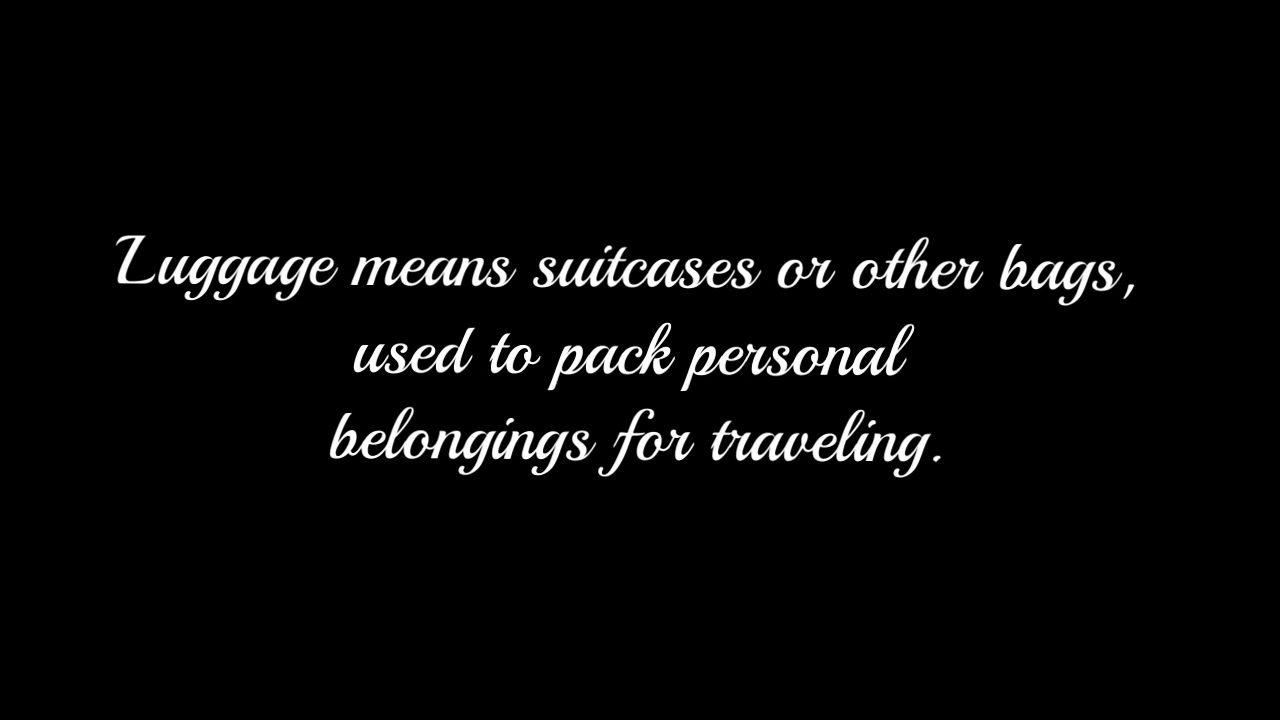 Luggage means suitcases or other bags,
used to pack personal
belongings for traveling.